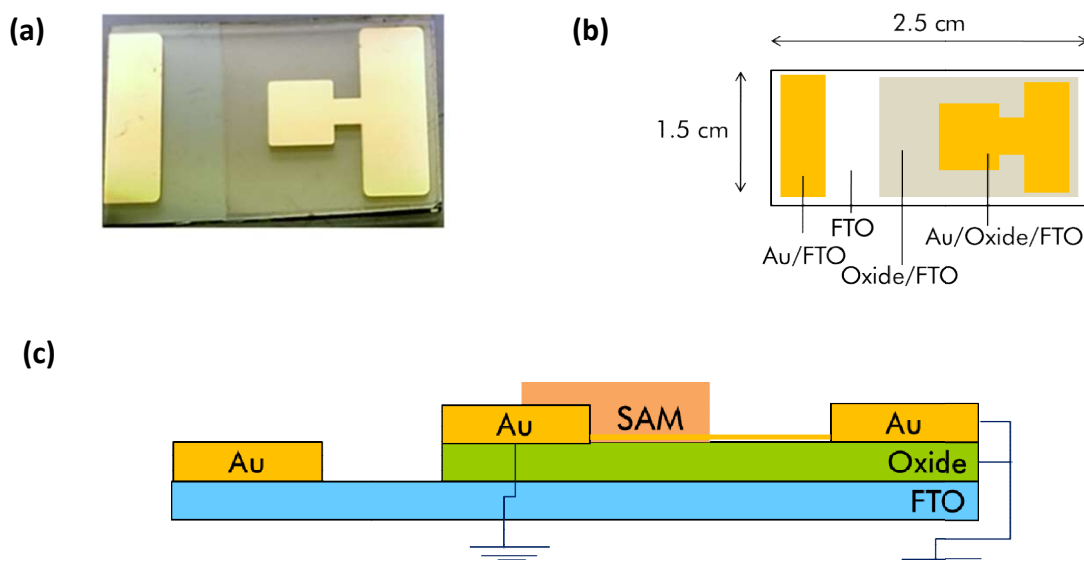 (a)
(b)
2.5 cm
1.5 cm
FTO
Au/FTO
Oxide/FTO
Au/Oxide/FTO
(c)
Au
Au
SAM
Au
Oxide
FTO